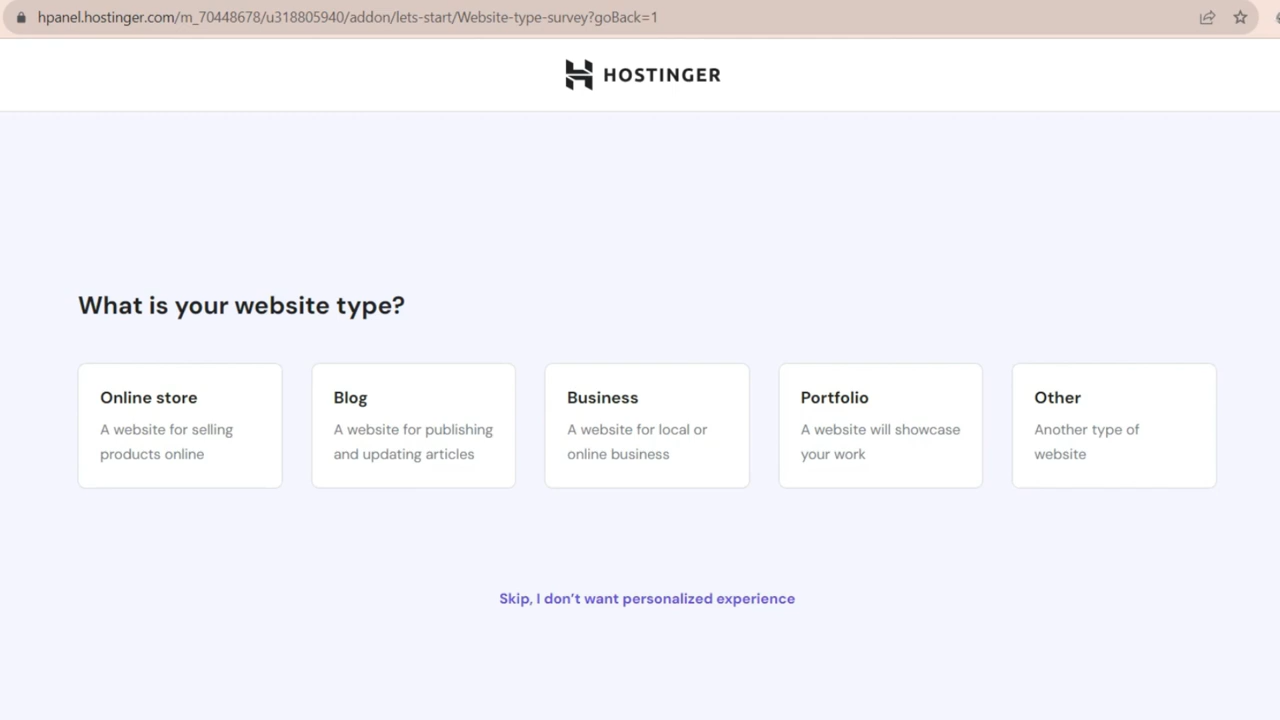 hpanel.hostinger.com/m_70448678/u318805940/addon/lets-start/Website-type-survey?goBack=1
HOSTINGER
What is your website type?
Online store
A website for selling
products online
Blog
A website for publishing
and updating articles
Business
A website for local or
online business
Portfolio
A website will showcase
your work
Other
Another type of
website
Skip, I don’t want personalized experience